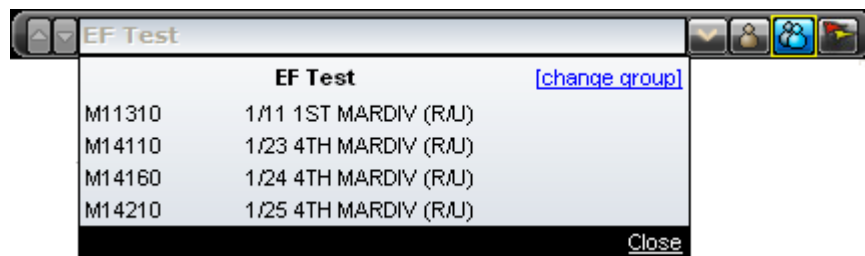 EF Test
EF Test [change group]
M11310 1/11 1ST MARDIV (R/U)
M14110 1/23 4TH MARDIV (R/U)
M14160 1/24 4TH MARDIV (R/U)
M14210 1/25 4TH MARDIV (R/U)
Close